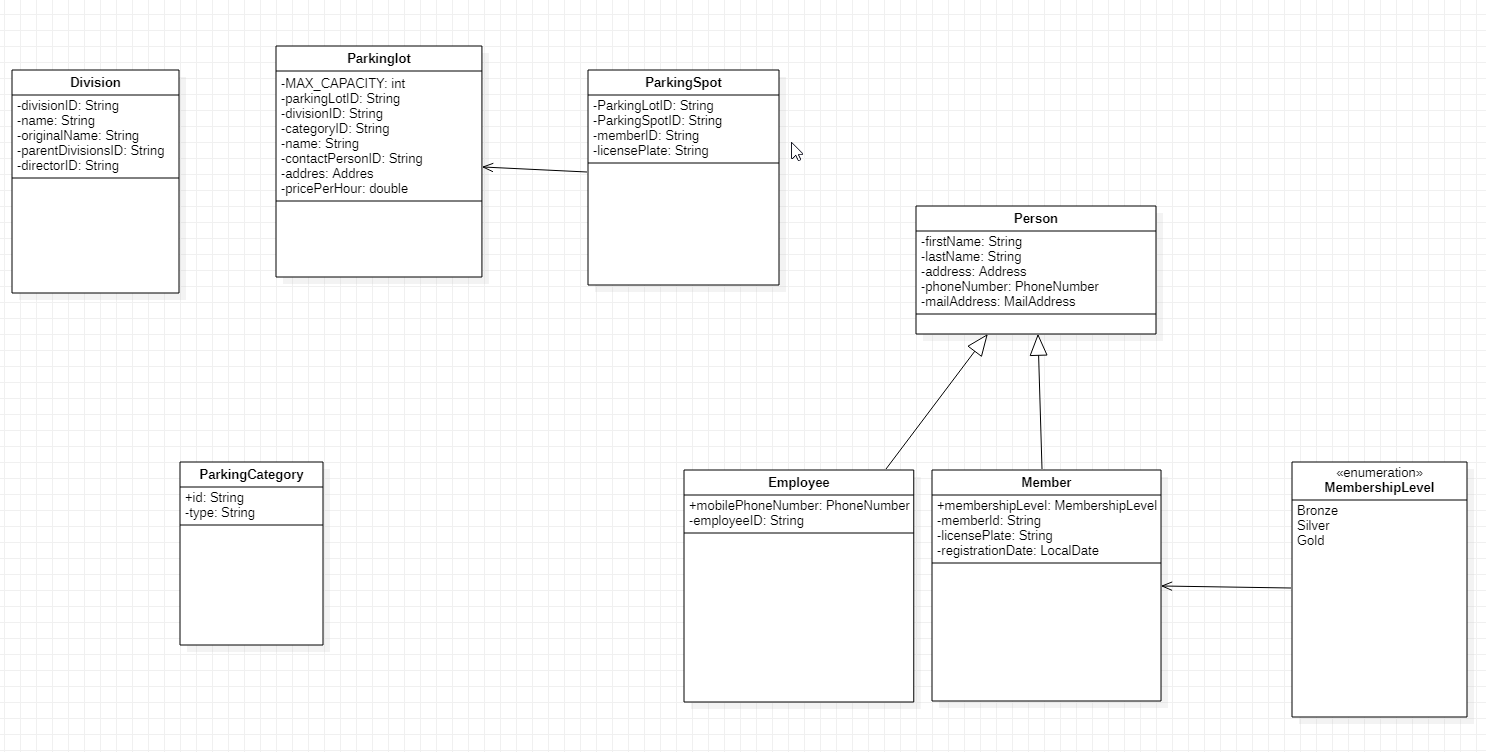 Division
-divisionID: String
-name: String
-originalName: String
-parentDivisionsID: String
-directorID: String
Parkinglot
-MAX_CAPACITY: int
-parkingLotID: String
-divisionID: String
-categoryID: String
-name: String
-contactPersonID: String
-addres: Addres
-pricePerHour: double
ParkingSpot
-ParkingLotID: String
-ParkingSpotID: String
-memberID: String
-licensePlate: String
Person
-firstName: String
-lastName: String
-address: Address
-phoneNumber: PhoneNumber
-mailAddress: MailAddress
ParkingCategory
+id: String
-type: String
Employee
+mobilePhoneNumber: PhoneNumber
-employeeID: String
Member
+membershipLevel: MembershipLevel
-memberId: String
-licensePlate: String
-registrationDate: LocalDate
«enumeration»
MembershipLevel
Bronze
Silver
Gold